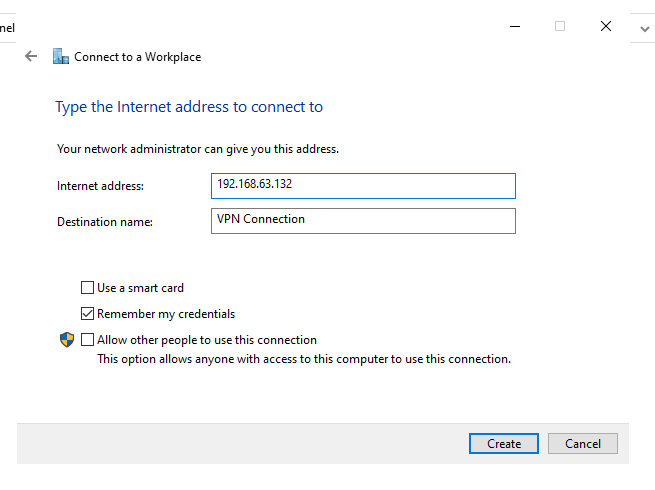 nel
Connect to a Workplace
Type the Internet address to connect to
Your network administrator can give you this address.
Internet address: 192.168.63.132
Destination name: VPN Connection
Use a smart card
Remember my credentials
Allow other people to use this connection
This option allows anyone with access to this computer to use this connection.
Create Cancel